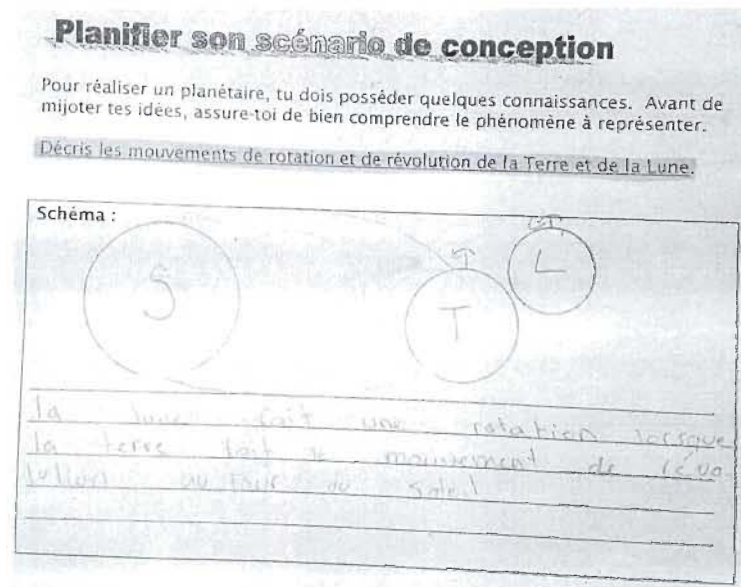 Planifier son scénario de conception
Pour réaliser un planétaire, tu dois posséder quelques connaissances. Avant de
mijoter tes idées, assure-toi de bien comprendre le phénomène à représenter.
Décris les mouvements de rotation et de révolution de la Terre et de la Lune.
Schéma :
S
T
L
la lune fait une rotation lorsque
la terre fait le mouvement de révo
lution au tour du soleil